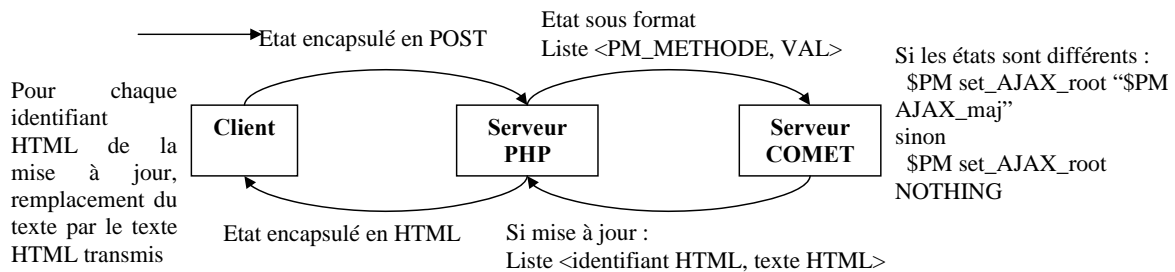 Etat encapsulé en POST
Etat sous format
Liste <PM_METHODE, VAL>
Pour chaque
identifiant
HTML de la
mise à jour,
remplacement du
texte par le texte
HTML transmis
Client
Serveur
PHP
Serveur
COMET
Si les états sont différents :
$PM set_AJAX_root “$PM
AJAX_maj”
sinon
$PM set_AJAX_root
NOTHING
Etat encapsulé en HTML
Si mise à jour :
Liste <identifiant HTML, texte HTML>